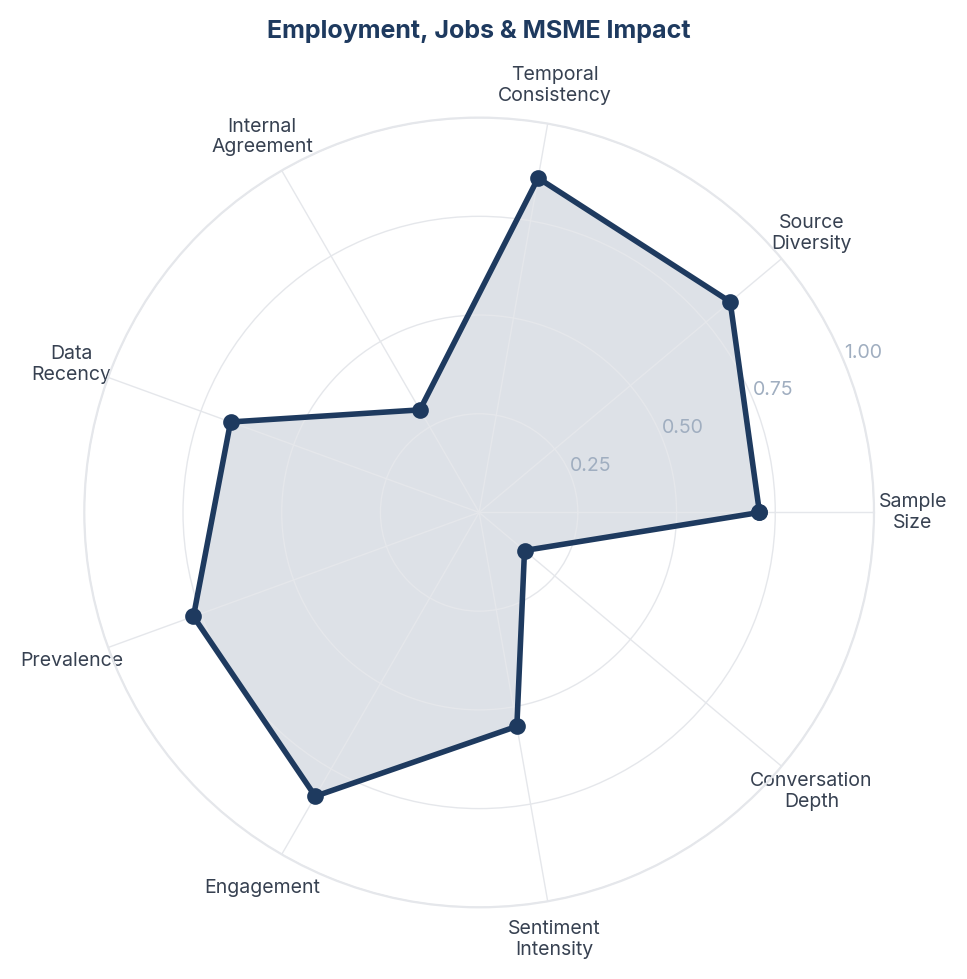 Employment, Jobs & MSME Impact
Temporal
Consistency
Internal
Agreement
Source
Diversity
Data
Recency
1.00
0.75
0.50
0.25
Sample
Size
Prevalence
Conversation
Depth
Engagement
Sentiment
Intensity